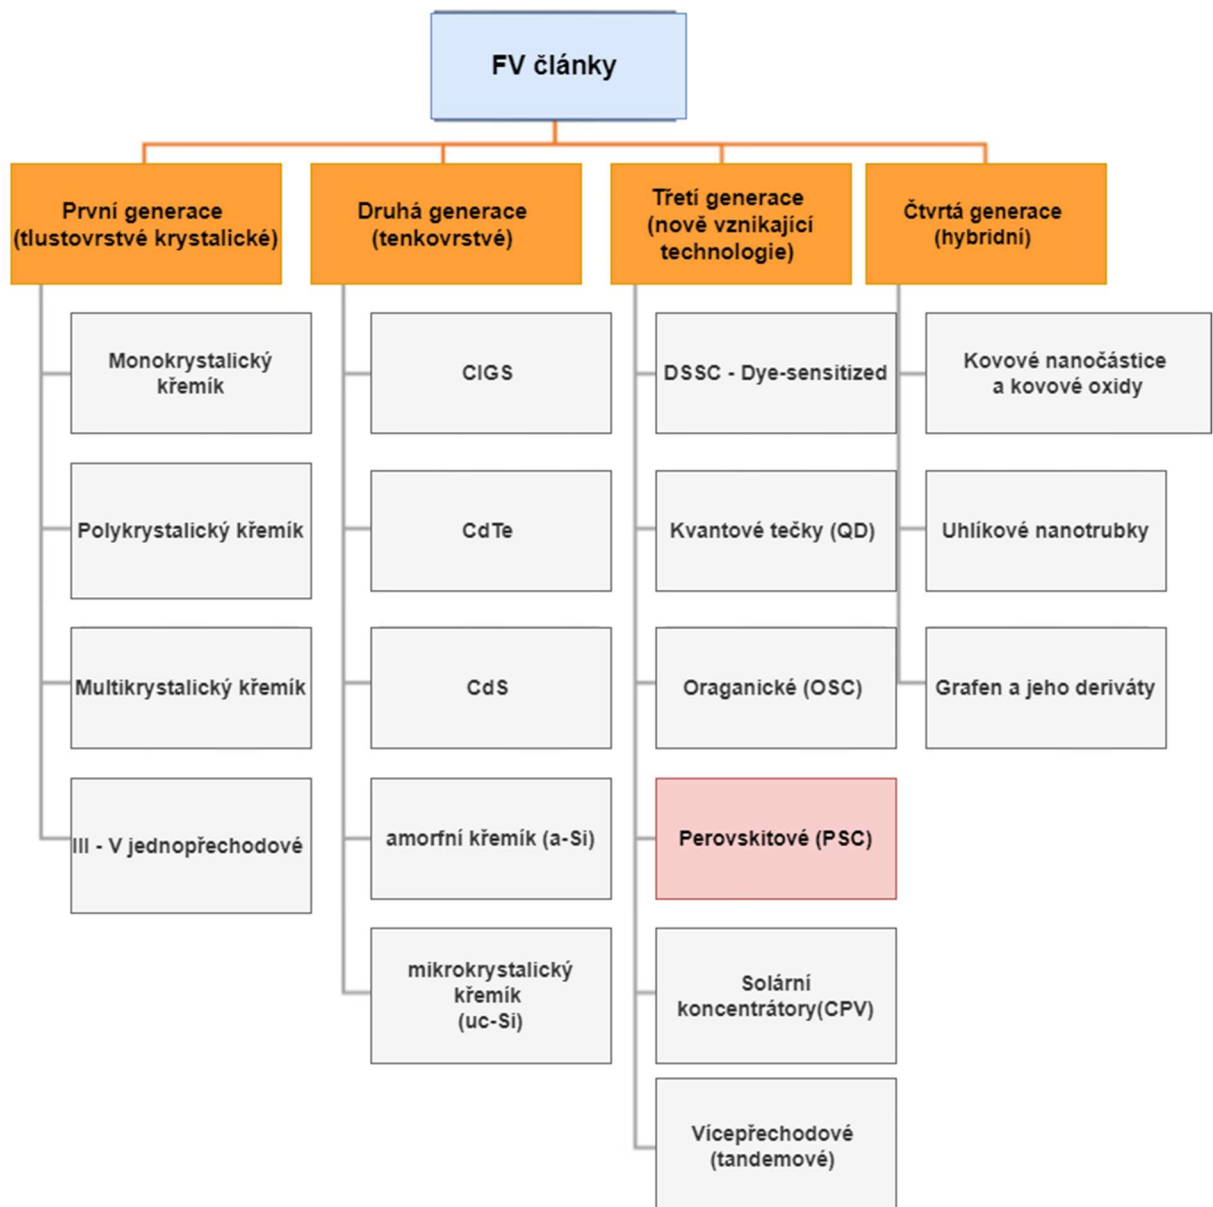 FV články
První generace
(tlustovrstvé krystalické)
Monokrystalický
křemík
Polykrystalický křemík
Multikrystalický křemík
III - V jednopřechodové
Druhá generace
(tenkovrstvé)
CIGS
CdTe
CdS
amorfní křemík (a-Si)
mikrokrystalický
křemík
(uc-Si)
Třetí generace
(nově vznikající
technologie)
DSSC - Dye-sensitized
Kvantové tečky (QD)
Oraganické (OSC)
Perovskitové (PSC)
Solární
koncentrátory(CPV)
Vícepřechodové
(tandemové)
Čtvrtá generace
(hybridní)
Kovové nanočástice
a kovové oxidy
Uhlíkové nanotrubky
Grafen a jeho deriváty